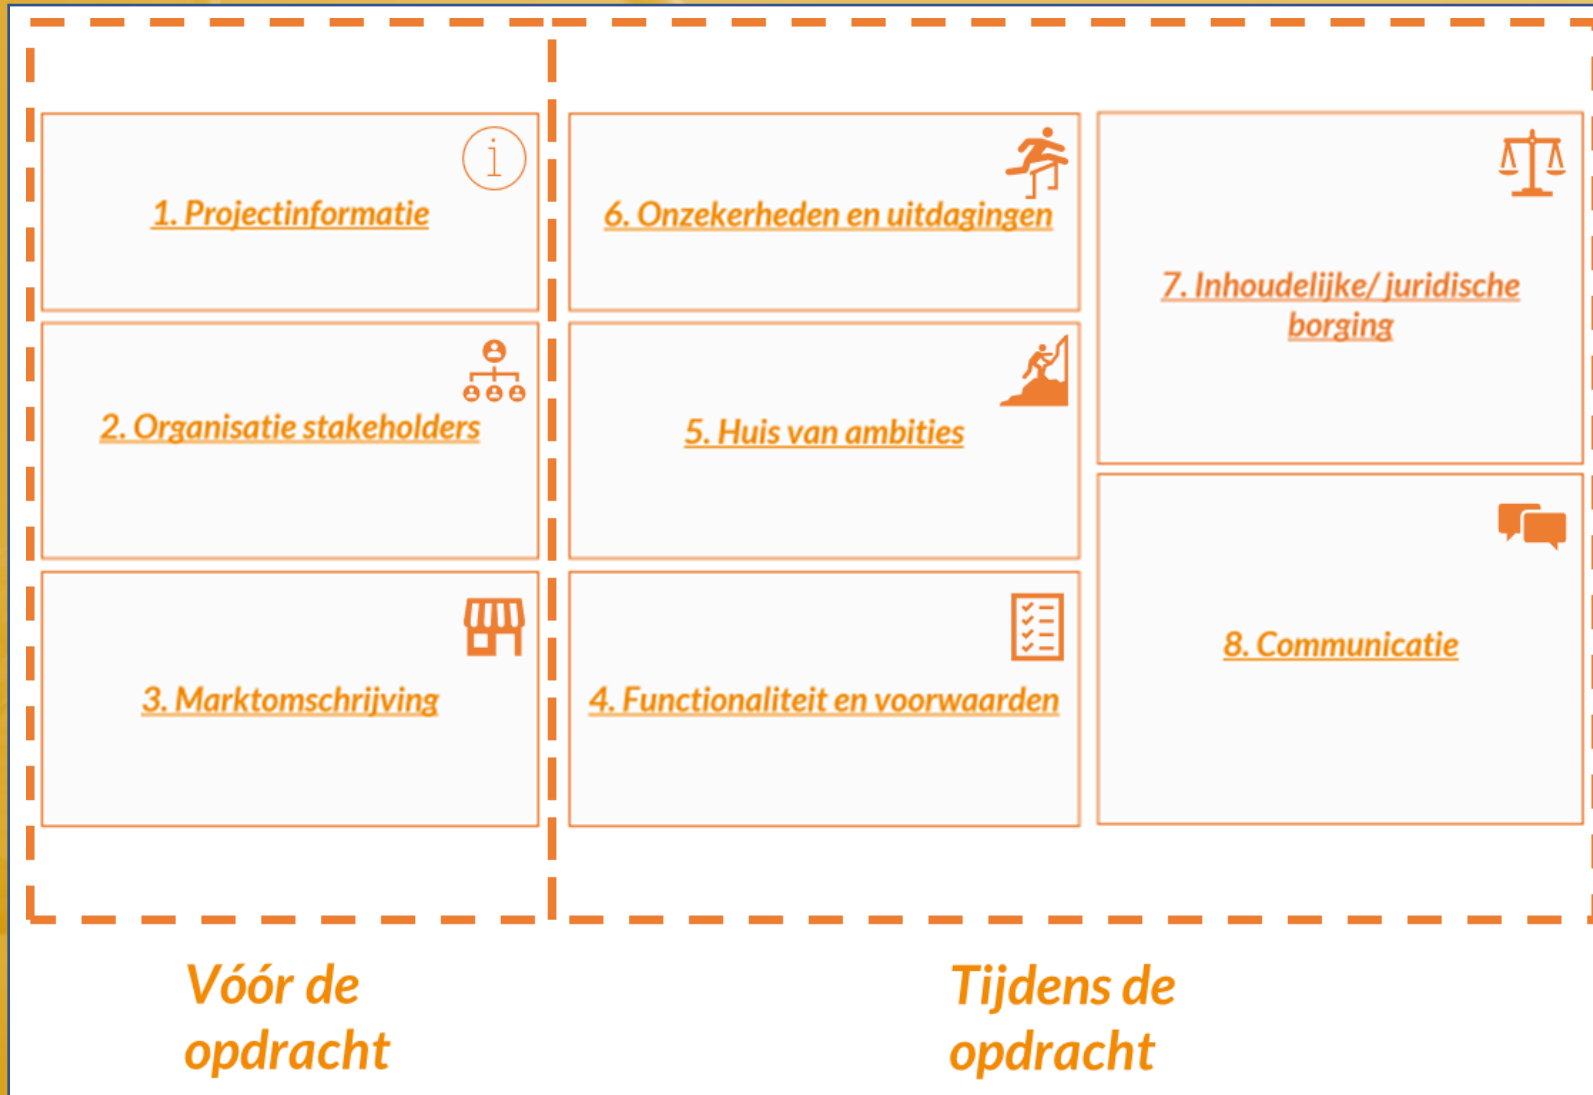 1. Projectinformatie
2. Organisatie stakeholders
3. Marktomschrijving
6. Onzekerheden en uitdagingen
5. Huis van ambities
4. Functionaliteit en voorwaarden
7. Inhoudelijke/ juridische
borging
8. Communicatie
Vóór de
opdracht
Tijdens de
opdracht